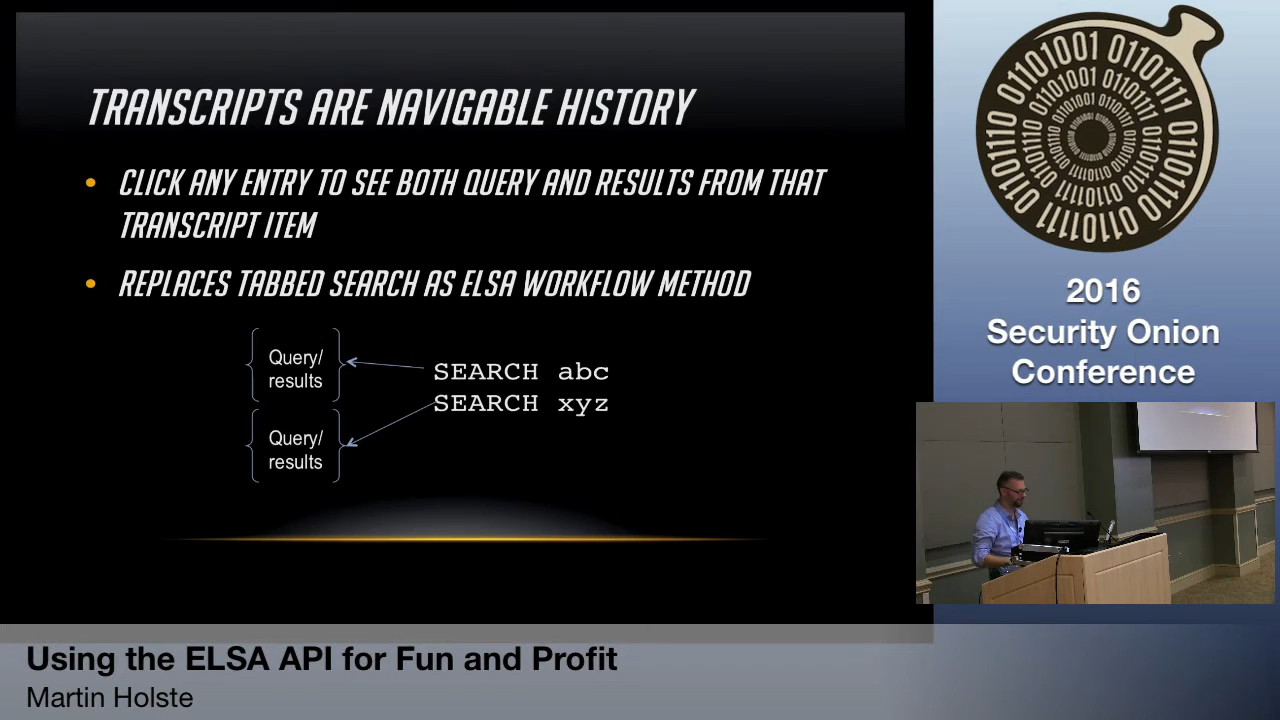 TRANSCRIPTS ARE NAVIGABLE HISTORY
• CLICK ANY ENTRY TO SEE BOTH QUERY AND RESULTS FROM THAT
TRANSCRIPT ITEM
• REPLACES TABBED SEARCH AS ELSA WORKFLOW METHOD
Query/
results
SEARCH abc
SEARCH xyz
Query/
results
2016
Security Onion
Conference
Using the ELSA API for Fun and Profit
Martin Holste